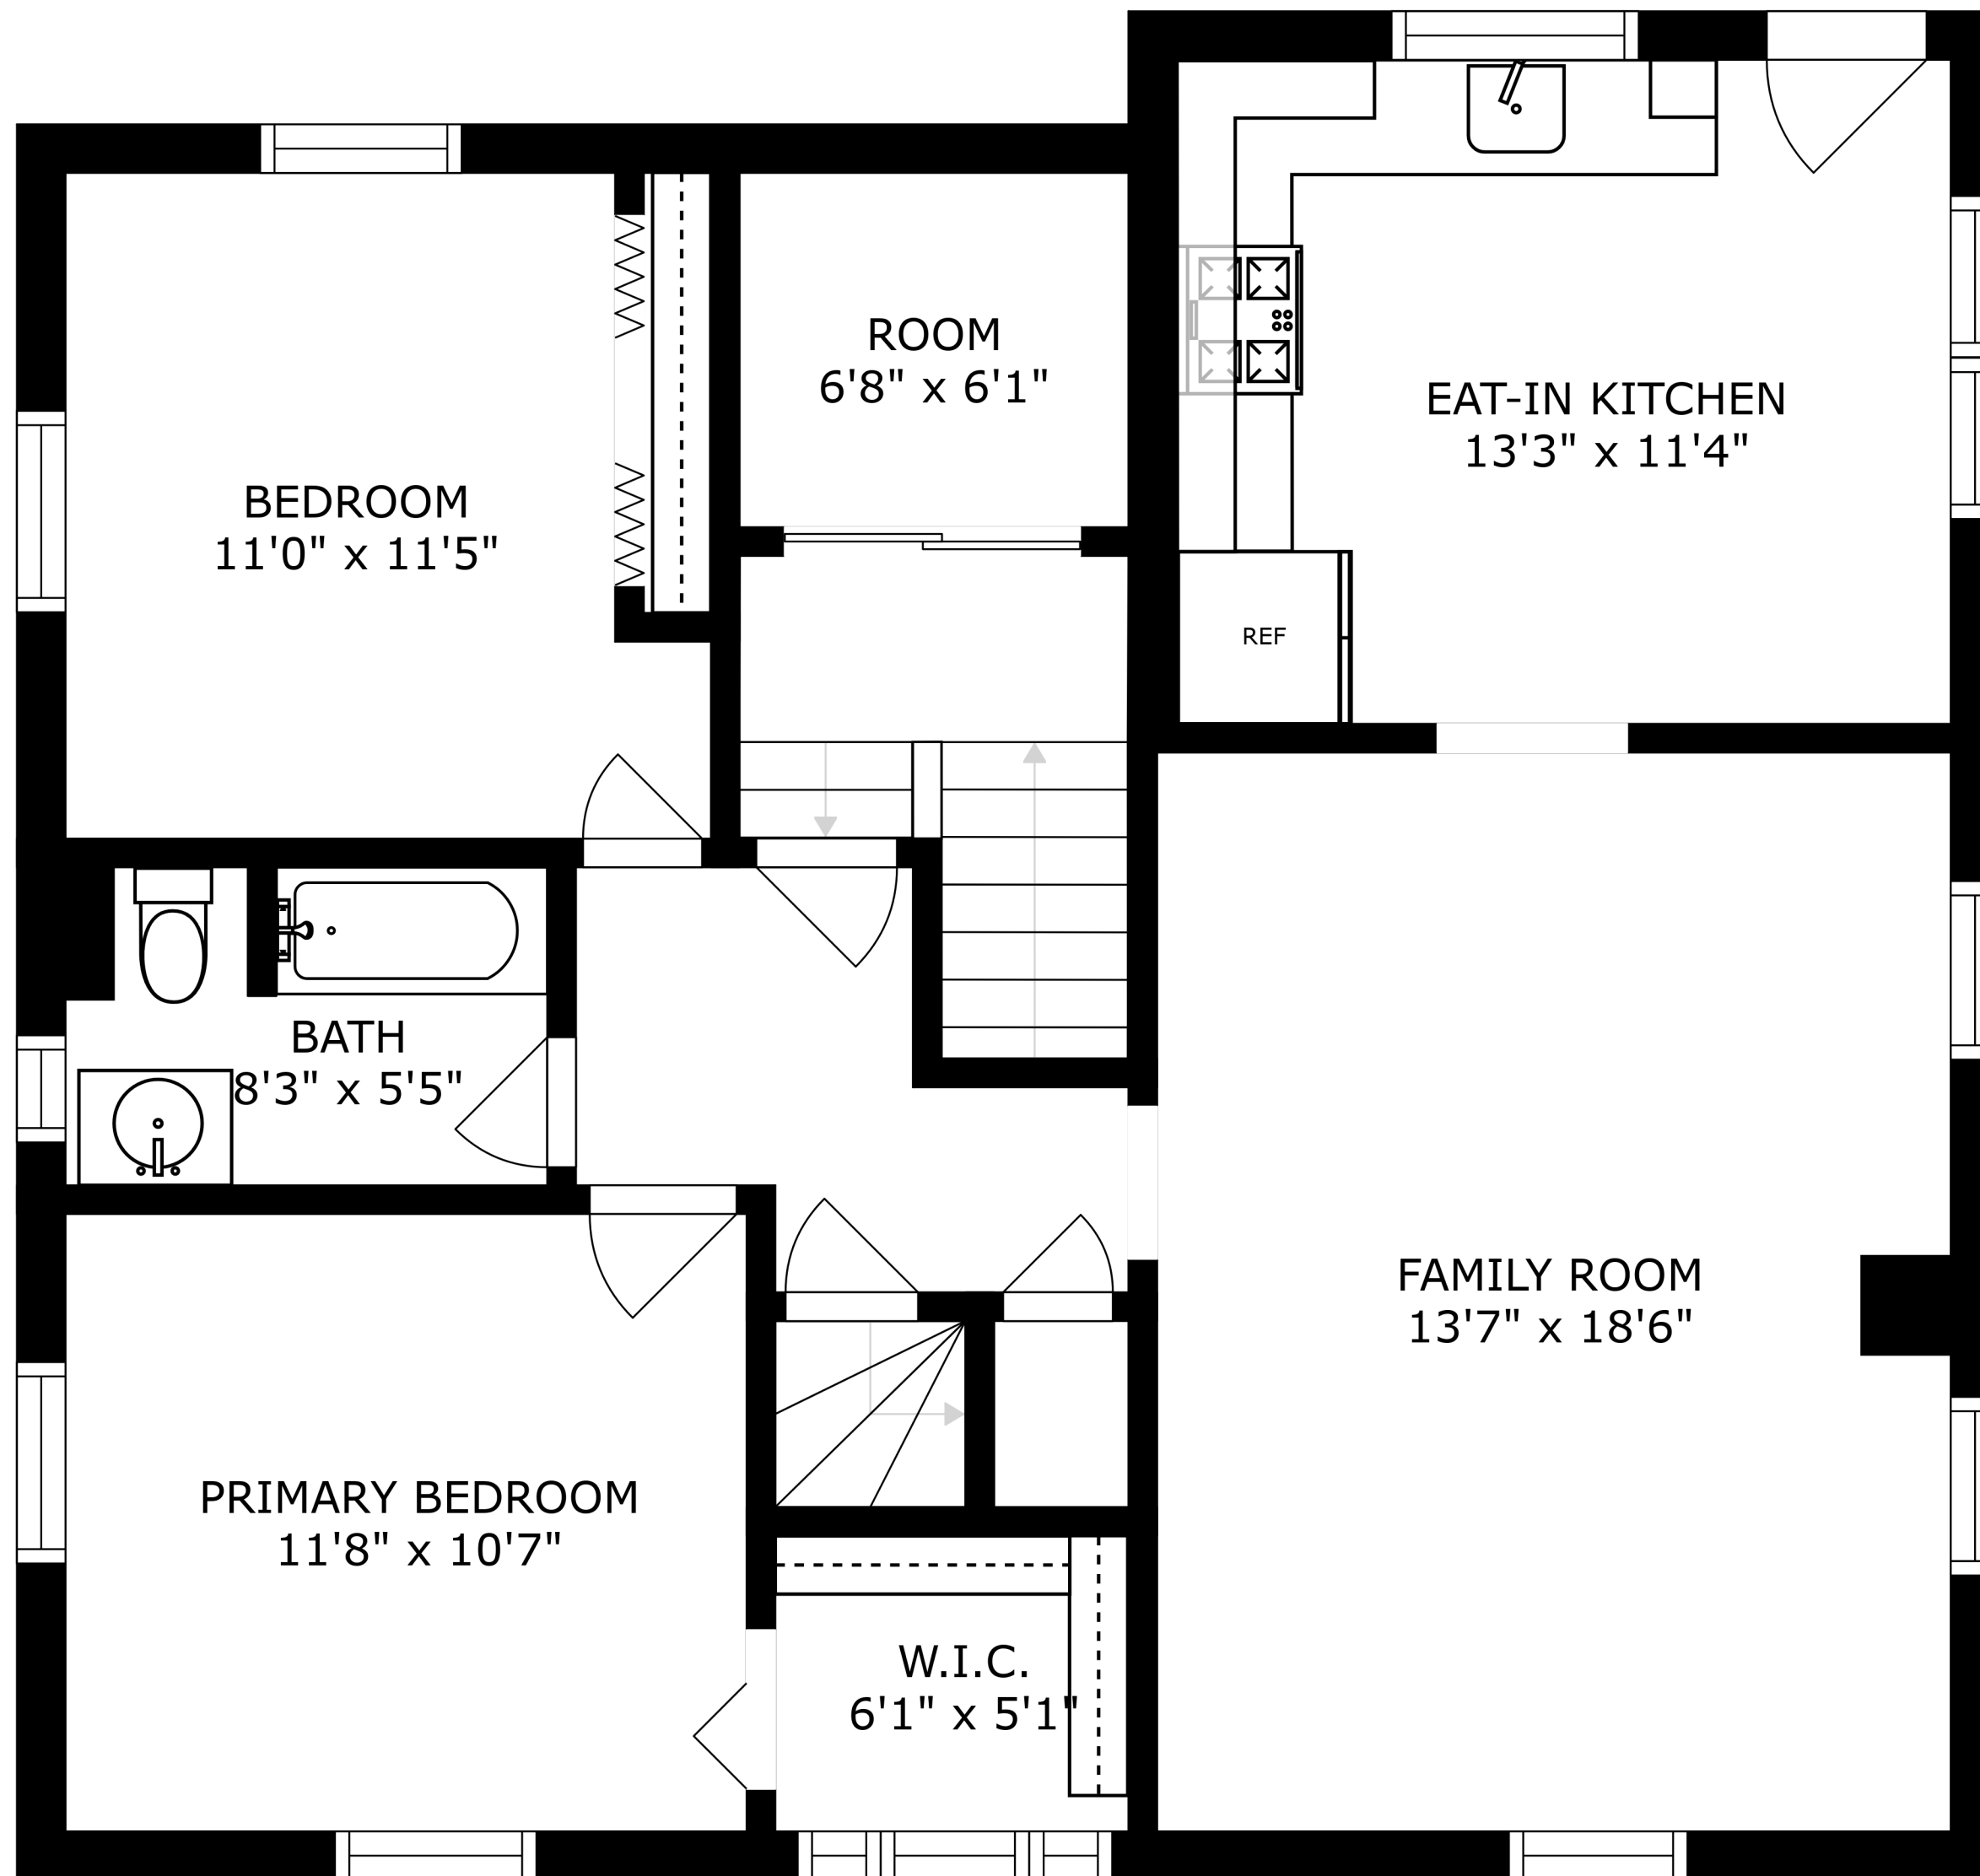 ROOM
6'8" x 6'1"
EAT-IN KITCHEN
13'3" x 11'4"
BEDROOM
11'0" x 11'5"
REF
BATH
8'3" x 5'5"
FAMILY ROOM
13'7" x 18'6"
PRIMARY BEDROOM
11'8" x 10'7"
W.I.C.
6'1" x 5'1"